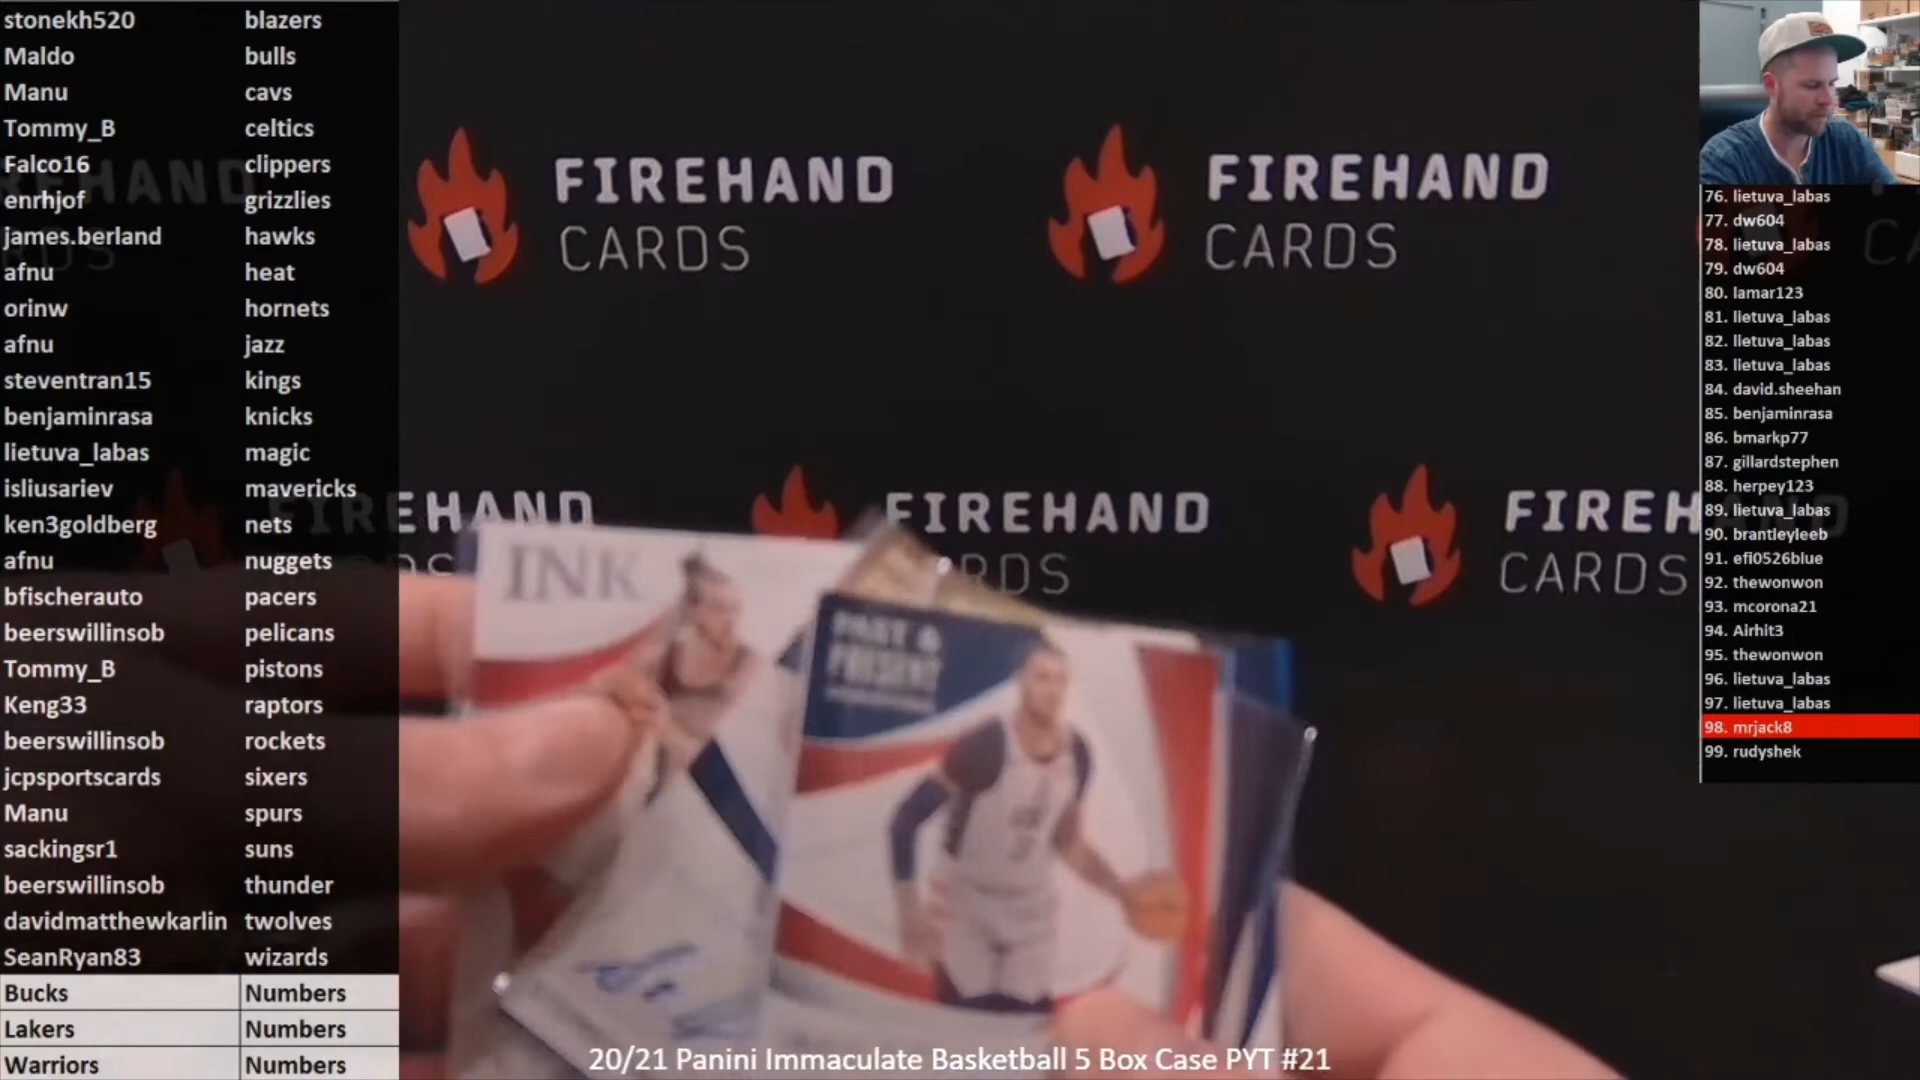 stonekh520 blazers
Maldo bulls
Manu cavs
Tommy_B celtics
Falco16 clippers
enrhjof grizzlies
james.berland hawks
afnu heat
orinw hornets
afnu jazz
steventran15 kings
benjaminrasa knicks
lietuva_labas magic
isliusariev mavericks
ken3goldberg nets
afnu nuggets
bfischerauto pacers
beerswillinsob pelicans
Tommy_B pistons
Keng33 raptors
beerswillinsob rockets
jcpsportscards sixers
Manu spurs
sackingsr1 suns
beerswillinsob thunder
davidmatthewkarlin twolves
SeanRyan83 wizards
Bucks Numbers
Lakers Numbers
Warriors Numbers
FIREHAND
CARDS
FIREHAND
CARDS
FIREHAND
FIREHAND
CARDS
INK
PAST &
PRESENT
76. lietuva_labas
77. dw604
78. lietuva_labas
79. dw604
80. lamar123
81. lietuva_labas
82. lietuva_labas
83. lietuva_labas
84. david.sheehan
85. benjaminrasa
86. bmarkp77
87. gillardstephen
88. herpey123
89. lietuva_labas
90. brantleyleeb
91. efi0526blue
92. thewonwon
93. mcorona21
94. Airhit3
95. thewonwon
96. lietuva_labas
97. lietuva_labas
98. mrjack8
99. rudyshek
20/21 Panini Immaculate Basketball 5 Box Case PYT #21